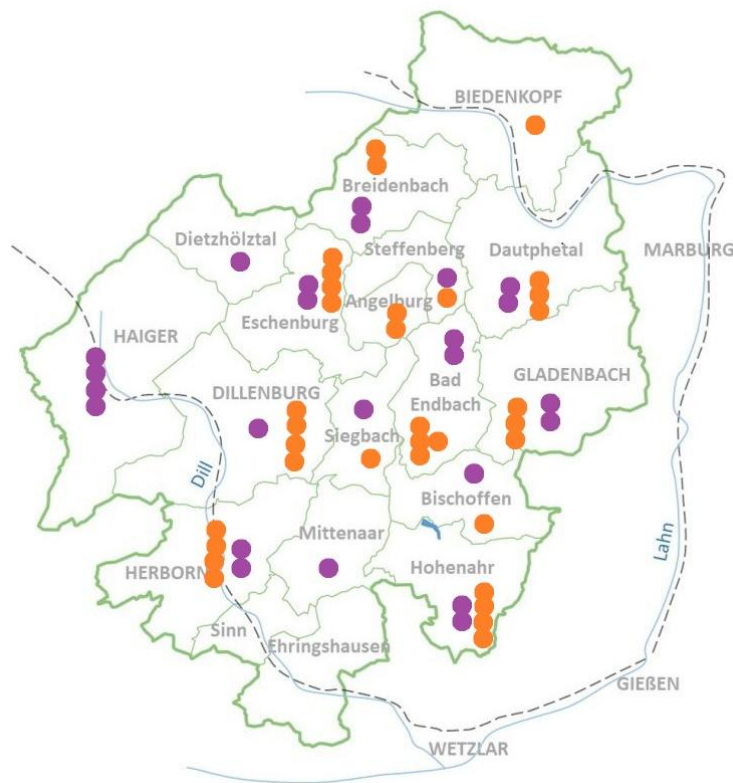 BIEDENKOPF
Breidenbach
Dietzhölztal
Steffenberg
Dautphetal
MARBURG
Angelburg
Eschenburg
HAIGER
Bad
Endbach
GLADENBACH
DILLENBURG
Siegbach
Dill
Bischoffen
Mittenaar
Lahn
Hohenahr
HERBORN
Sinn
Ehringshausen
GIEßEN
WETZLAR